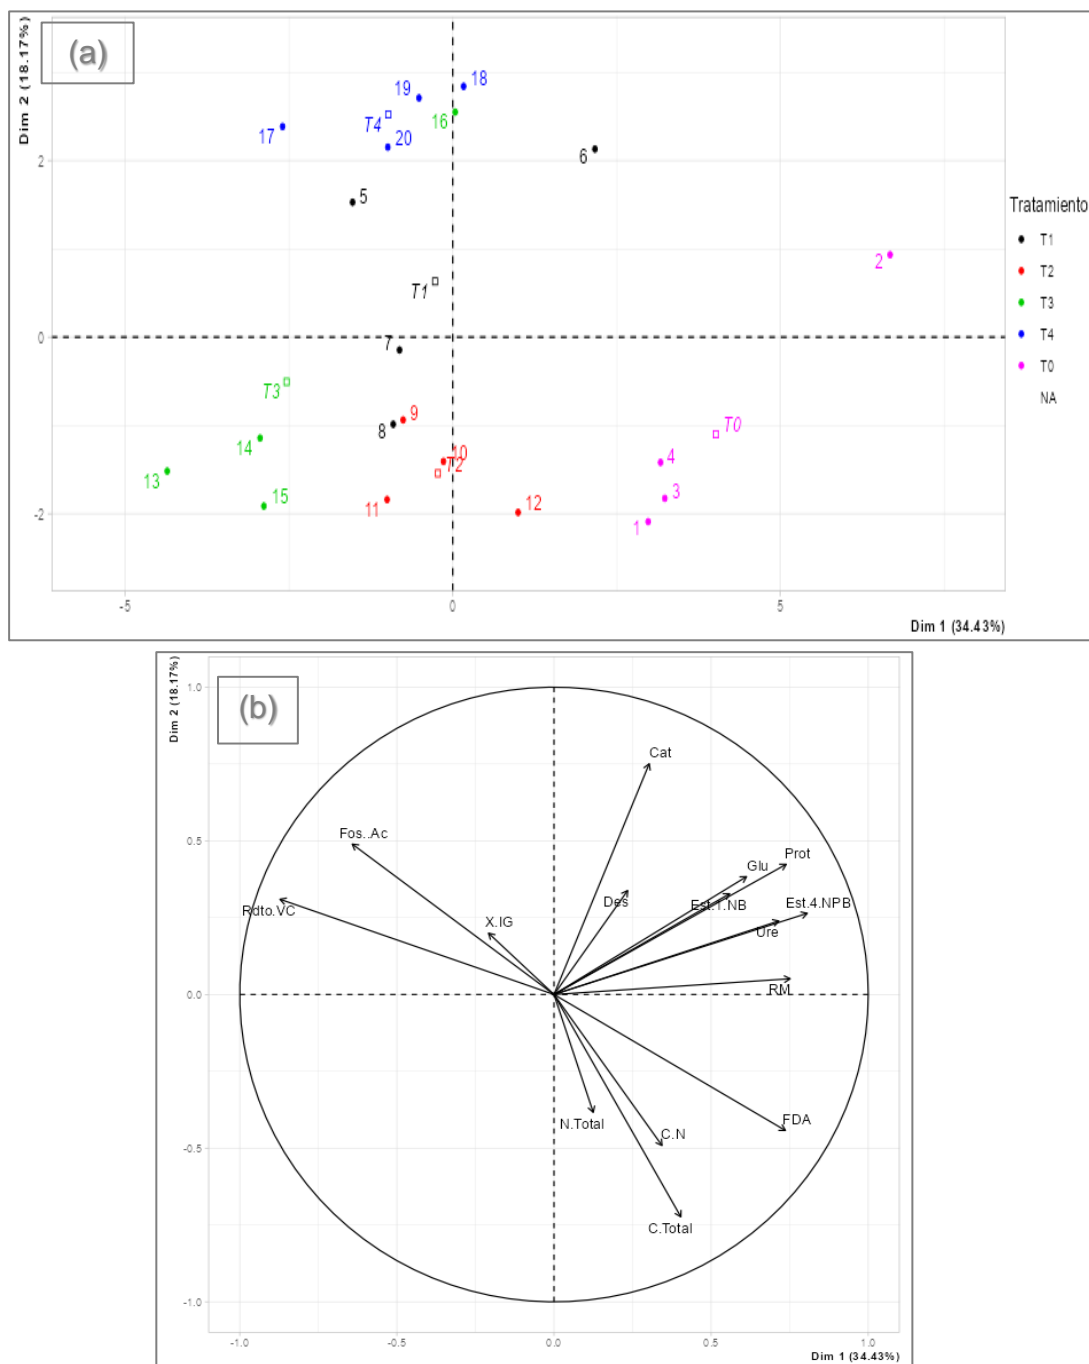 (a)
Dim 2 (18.17%)
19
18
T4
16
17
20
6
2
5
Tratamiento
T1
T2
T3
T4
T0
NA
2
T1
0
7
T3
9
T0
8
14
10
T2
4
13
15
3
11
12
1
-2
-5
0
5
Dim 1 (34.43%)
(b)
Dim 2 (18.17%)
1.0
Cat
0.5
Fos..Ac
Prot
Glu
Des
Est.1.NB
Est.4.NPB
Rdto.VC
X.IG
Ure
0.0
RM
N.Total
C.N
FDA
-0.5
C.Total
-1.0
-1.0
-0.5
0.0
0.5
1.0
Dim 1 (34.43%)